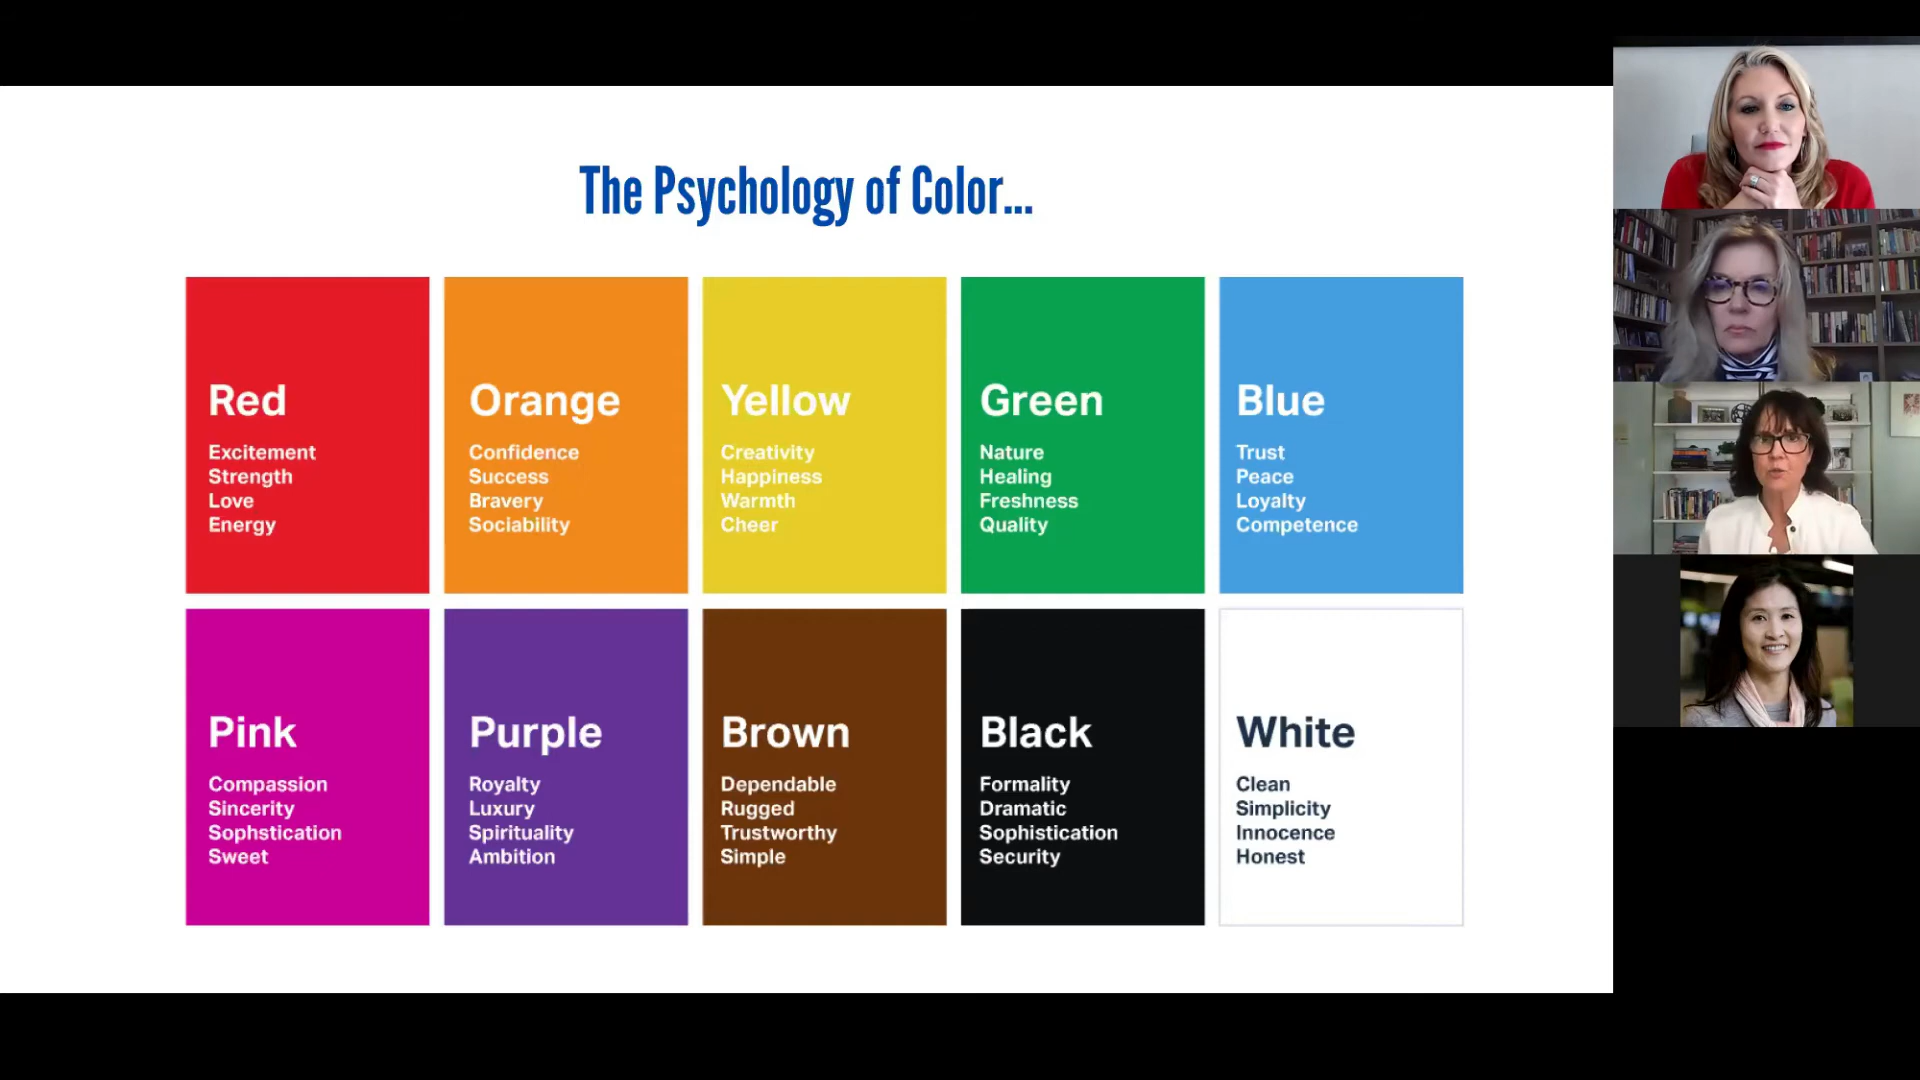 The Psychology of Color...
Red
Excitement
Strength
Love
Energy
Orange
Confidence
Success
Bravery
Sociability
Yellow
Creativity
Happiness
Warmth
Cheer
Green
Nature
Healing
Freshness
Quality
Blue
Trust
Peace
Loyalty
Competence
Pink
Compassion
Sincerity
Sophstication
Sweet
Purple
Royalty
Luxury
Spirituality
Ambition
Brown
Dependable
Rugged
Trustworthy
Simple
Black
Formality
Dramatic
Sophistication
Security
White
Clean
Simplicity
Innocence
Honest